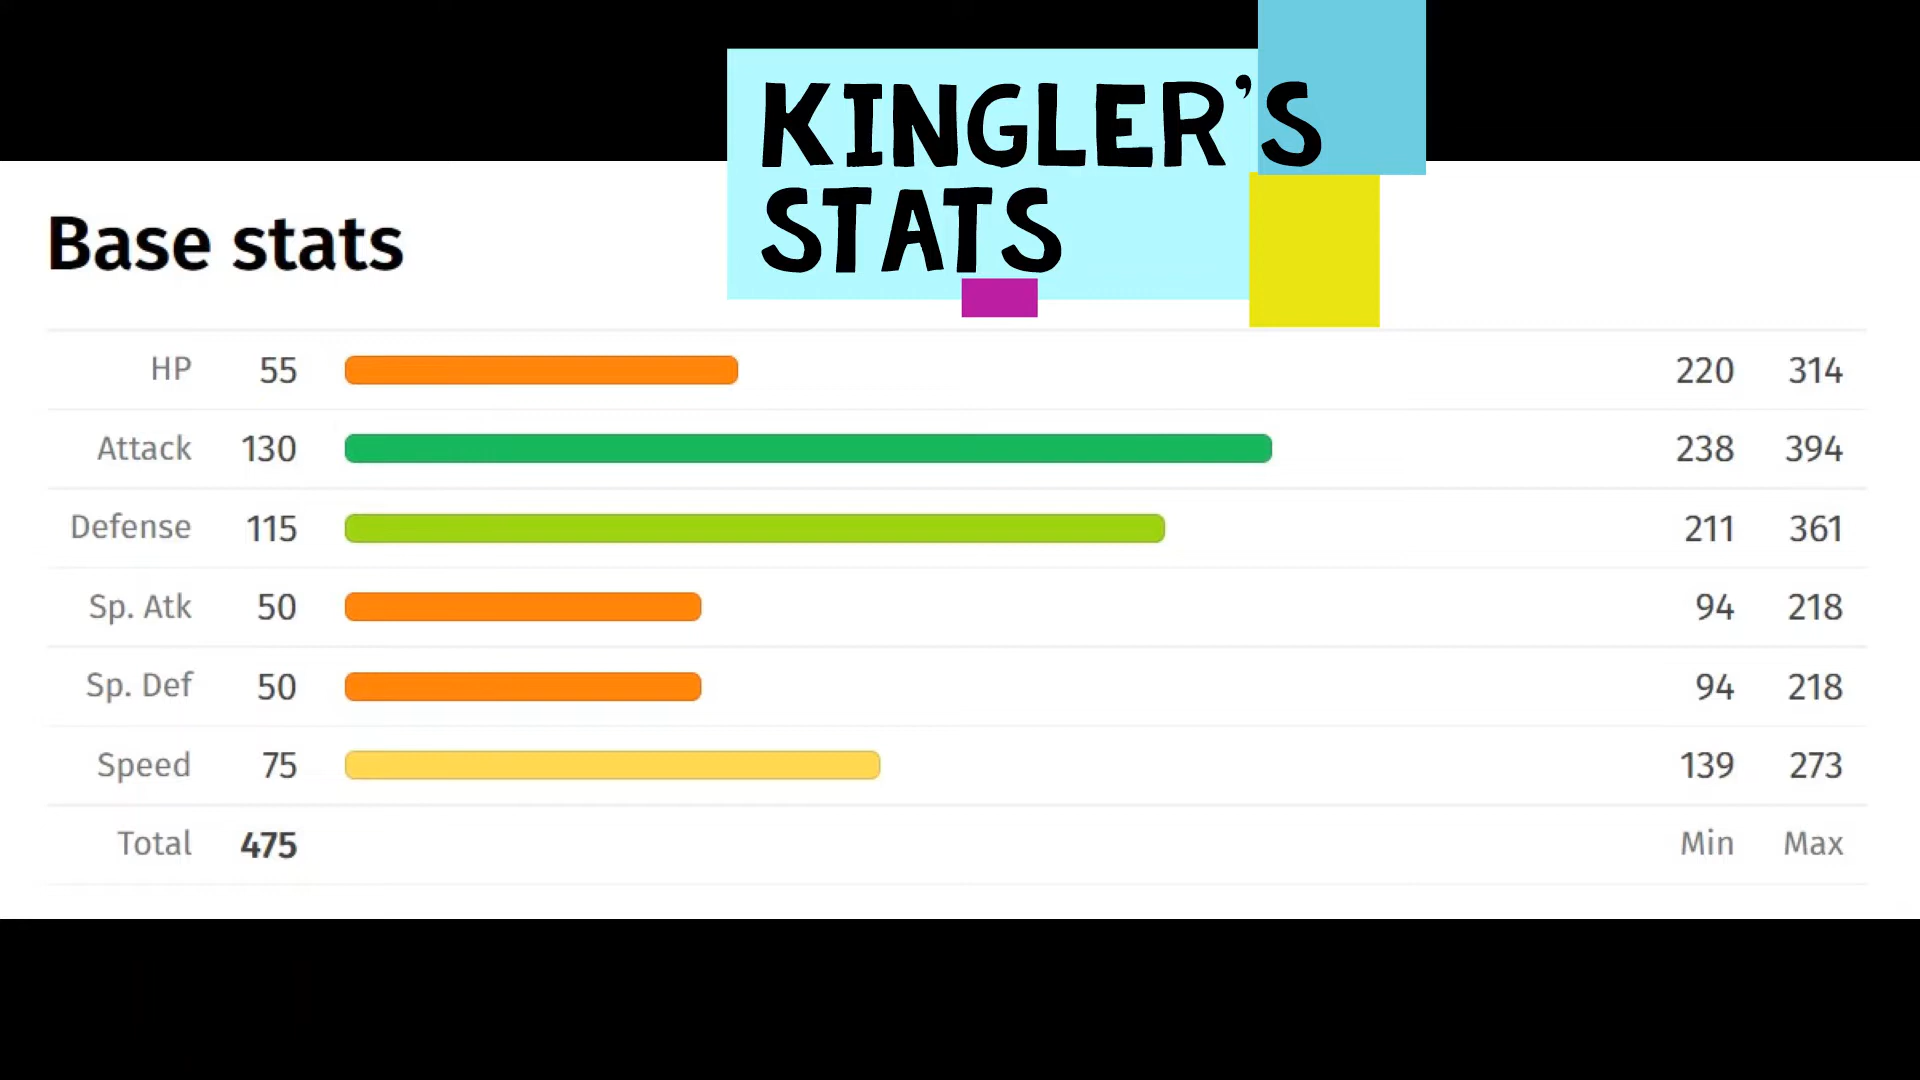 KINGLER'S
STATS
Base stats
HP 55 220 314
Attack 130 238 394
Defense 115 211 361
Sp. Atk 50 94 218
Sp. Def 50 94 218
Speed 75 139 273
Total 475 Min Max